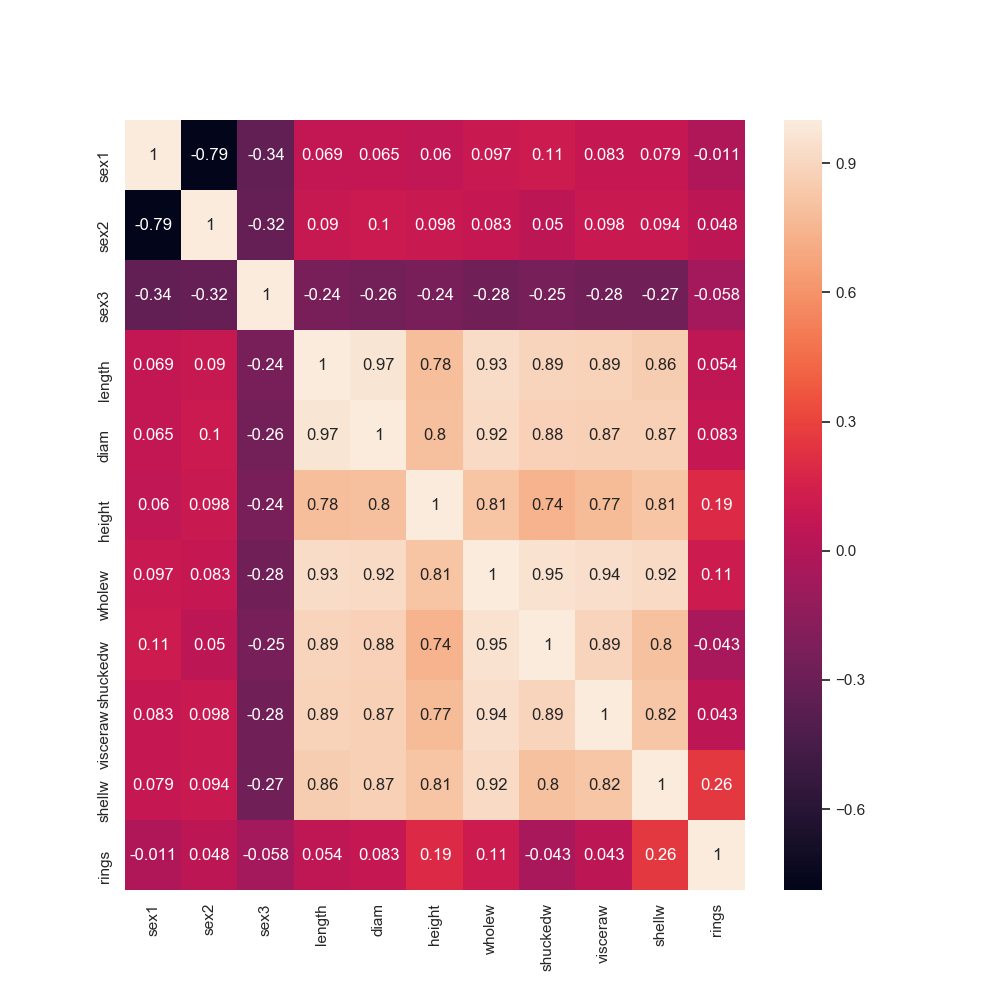 sex1 1 -0.79 -0.34 0.069 0.065 0.06 0.097 0.11 0.083 0.079 -0.011
sex2 -0.79 1 -0.32 0.09 0.1 0.098 0.083 0.05 0.098 0.094 0.048
sex3 -0.34 -0.32 1 -0.24 -0.26 -0.24 -0.28 -0.25 -0.28 -0.27 -0.058
length 0.069 0.09 -0.24 1 0.97 0.78 0.93 0.89 0.89 0.86 0.054
diam 0.065 0.1 -0.26 0.97 1 0.8 0.92 0.88 0.87 0.87 0.083
height 0.06 0.098 -0.24 0.78 0.8 1 0.81 0.74 0.77 0.81 0.19
wholew 0.097 0.083 -0.28 0.93 0.92 0.81 1 0.95 0.94 0.92 0.11
shuckedw 0.11 0.05 -0.25 0.89 0.88 0.74 0.95 1 0.89 0.8 -0.043
visceraw 0.083 0.098 -0.28 0.89 0.87 0.77 0.94 0.89 1 0.82 0.043
shellw 0.079 0.094 -0.27 0.86 0.87 0.81 0.92 0.8 0.82 1 0.26
rings -0.011 0.048 -0.058 0.054 0.083 0.19 0.11 -0.043 0.043 0.26 1
sex1 sex2 sex3 length diam height wholew shuckedw visceraw shellw rings
0.9
0.6
0.3
0.0
−0.3
−0.6